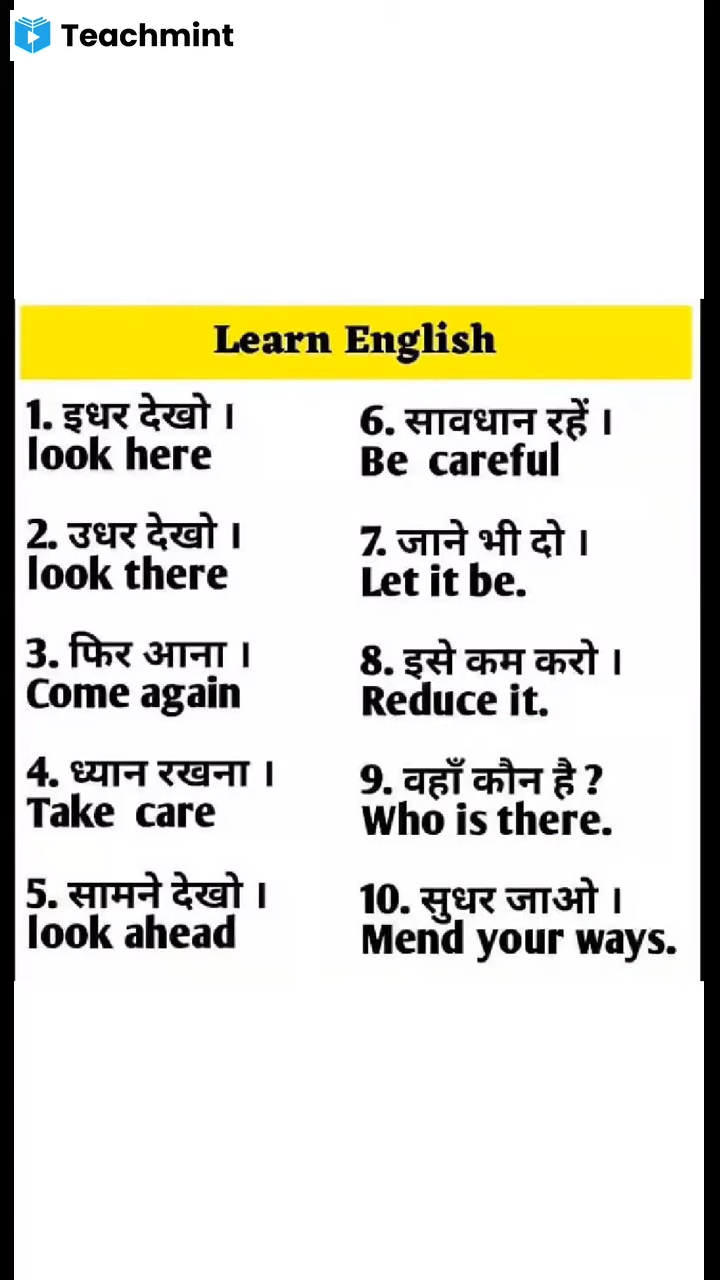 Teachmint
Learn English
1. इधर देखो ।
look here
2. उधर देखो ।
look there
3. फिर आना ।
Come again
4. ध्यान रखना ।
Take care
5. सामने देखो ।
look ahead
6. सावधान रहें ।
Be careful
7. जाने भी दो ।
Let it be.
8. इसे कम करो ।
Reduce it.
9. वहाँ कौन है ?
Who is there.
10. सुधर जाओ ।
Mend your ways.